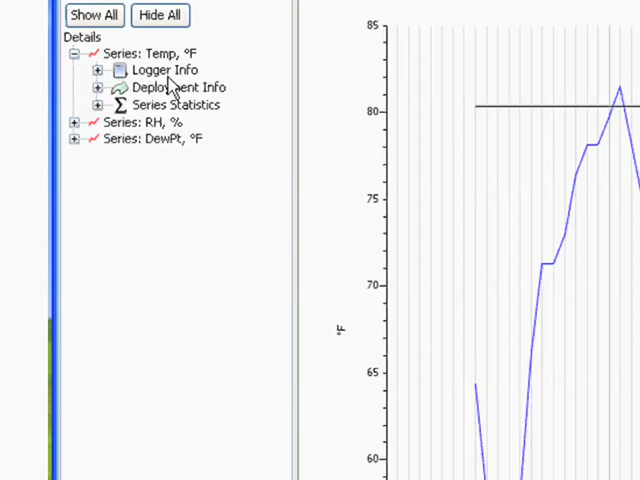 Show All Hide All
Details
Series: Temp, °F
Logger Info
Deployment Info
Series Statistics
Series: RH, %
Series: DewPt, °F
85
80
75
70
65
60
°F